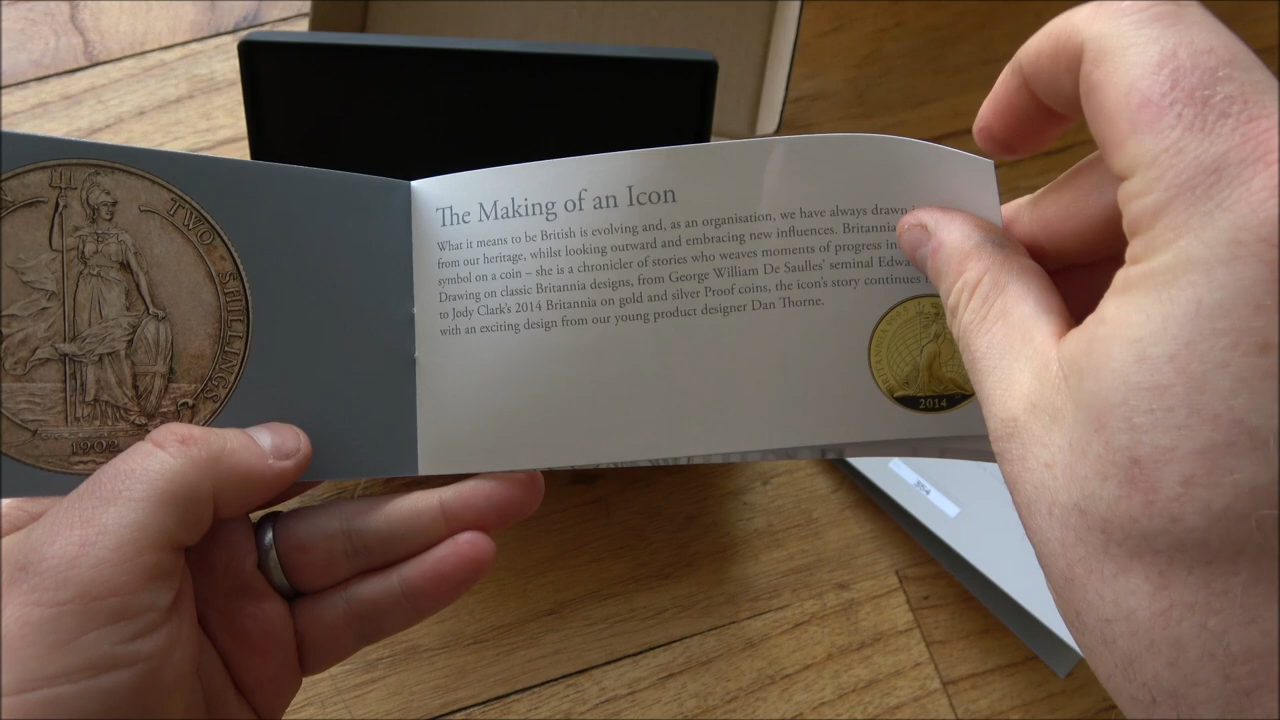 TWO SHILLINGS
1902
The Making of an Icon
What it means to be British is evolving and, as an organisation, we have always drawn
from our heritage, whilst looking outward and embracing new influences. Britannia
symbol on a coin – she is a chronicler of stories who weaves moments of progress in
Drawing on classic Britannia designs, from George William De Saulles' seminal
to Jody Clark's 2014 Britannia on gold and silver Proof coins, the icon's story continues
with an exciting design from our young product designer Dan Thorne.
BRITANNIA
2014
354